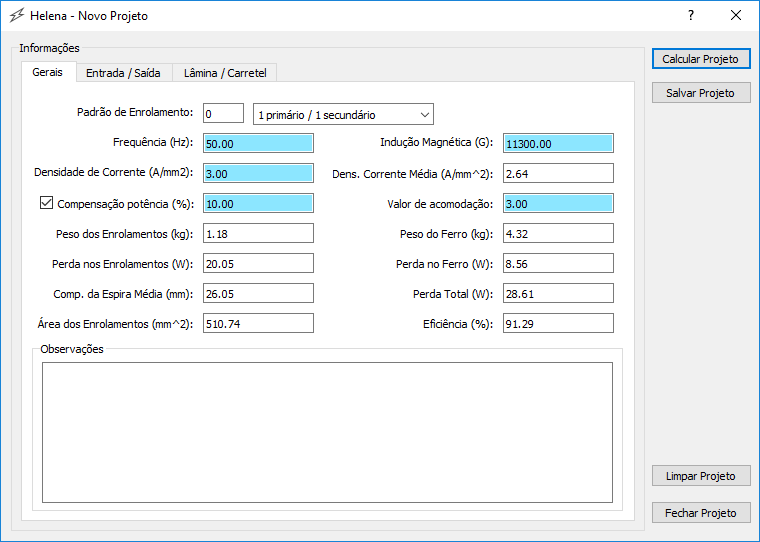 Helena - Novo Projeto
Informações
Gerais Entrada / Saída Lâmina / Carretel
Padrão de Enrolamento: 0 1 primário / 1 secundário
Frequência (Hz): 50.00 Indução Magnética (G): 11300.00
Densidade de Corrente (A/mm2): 3.00 Dens. Corrente Média (A/mm^2): 2.64
Compensação potência (%): 10.00 Valor de acomodação: 3.00
Peso dos Enrolamentos (kg): 1.18 Peso do Ferro (kg): 4.32
Perda nos Enrolamentos (W): 20.05 Perda no Ferro (W): 8.56
Comp. da Espira Média (mm): 26.05 Perda Total (W): 28.61
Área dos Enrolamentos (mm^2): 510.74 Eficiência (%): 91.29
Observações
Calcular Projeto
Salvar Projeto
Limpar Projeto
Fechar Projeto